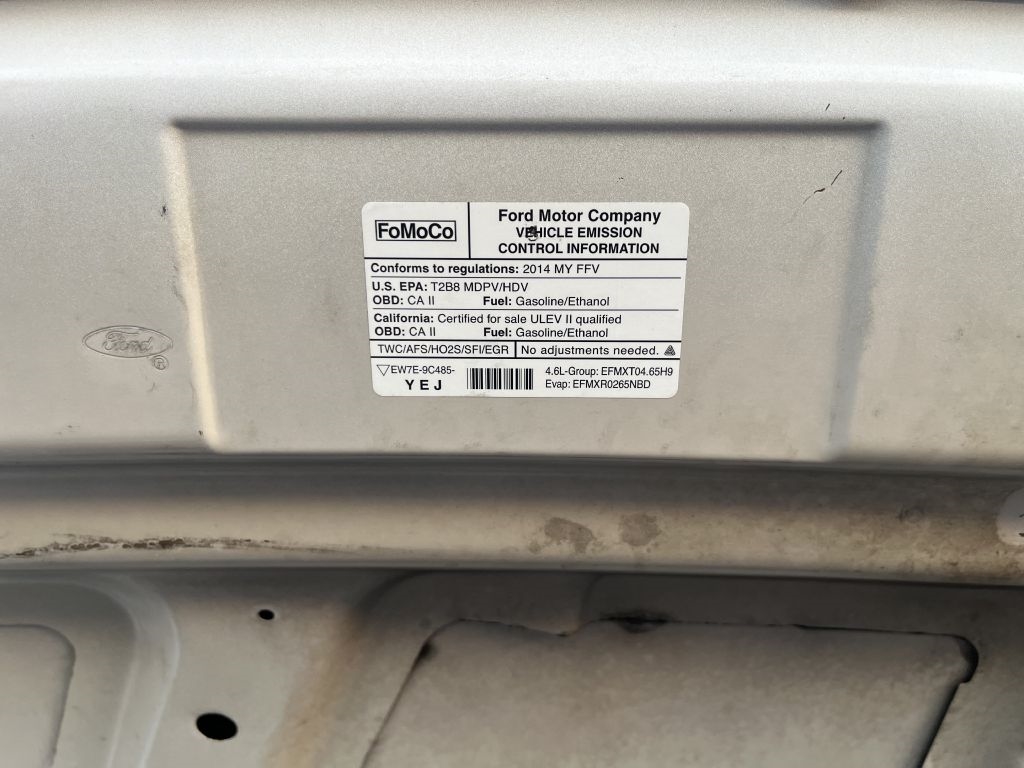 FoMoCo
Ford Motor Company
VEHICLE EMISSION
CONTROL INFORMATION
Conforms to regulations: 2014 MY FFV
U.S. EPA: T2B8 MDPV/HDV
OBD: CA II Fuel: Gasoline/Ethanol
California: Certified for sale ULEV II qualified
OBD: CA II Fuel: Gasoline/Ethanol
TWC/AFS/HO2S/SFI/EGR No adjustments needed.
EW7E-9C485-
YEJ
4.6L-Group: EFMXT04.65H9
Evap: EFMXR0265NBD
Ford
®